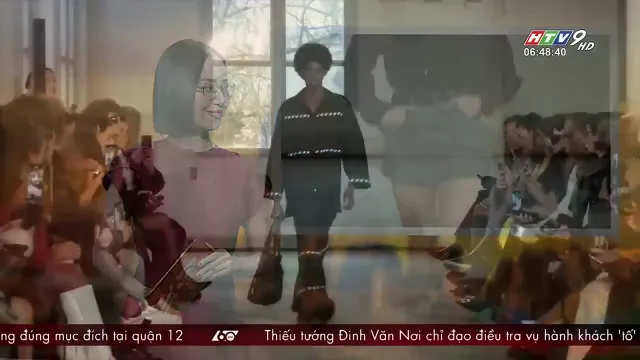 HTV9 HD
06:48:40
ng đúng mục đích tại quận 12 60 Thiếu tướng Đinh Văn Nơi chỉ đạo điều tra vụ hành khách 'tố'